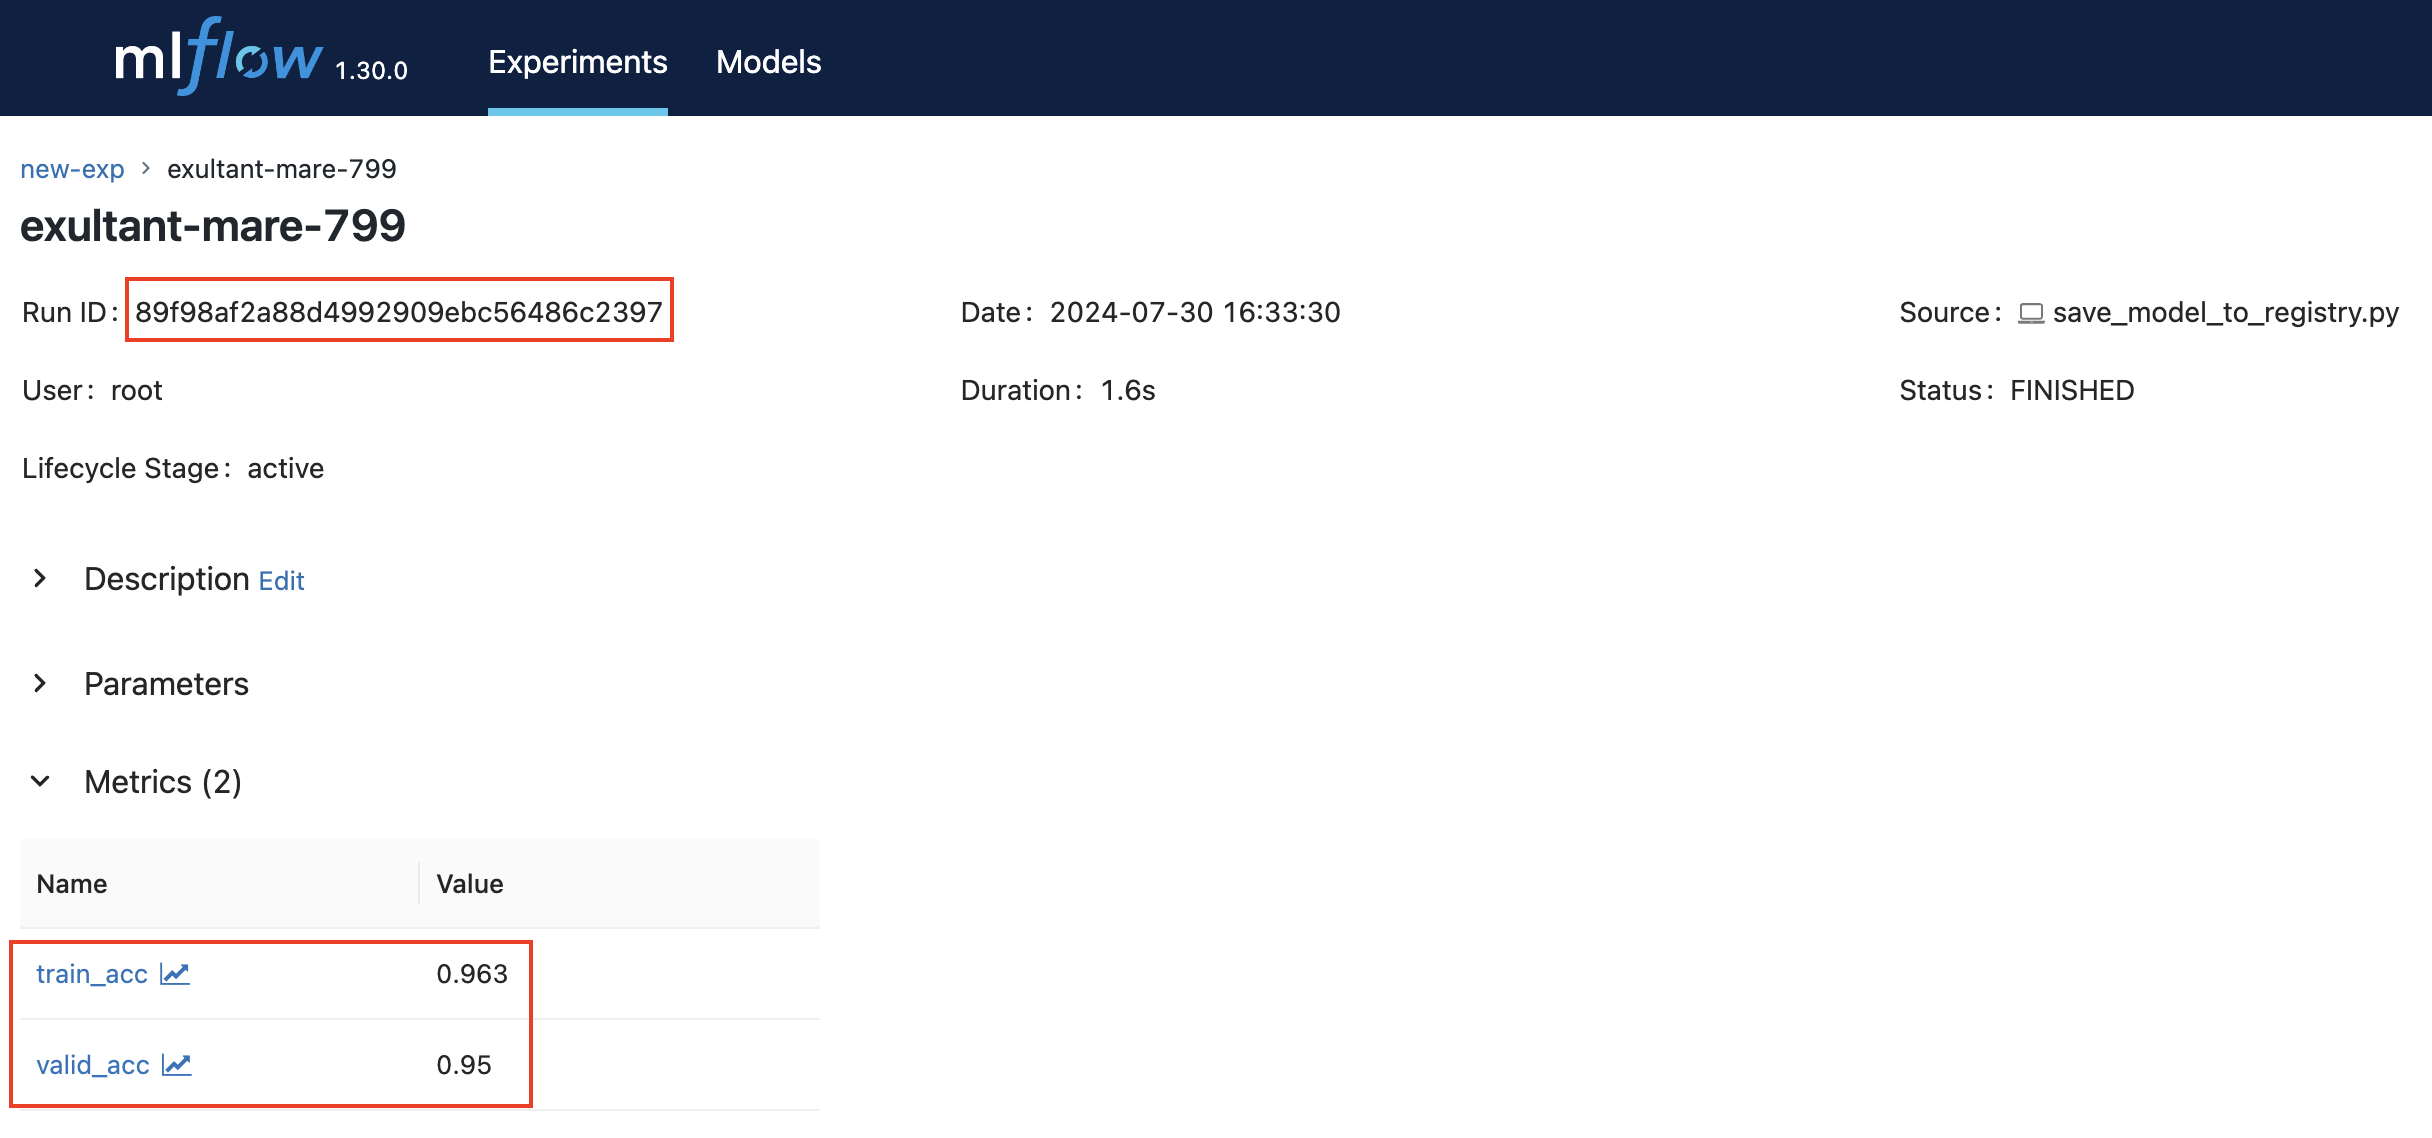 mlflow 1.30.0 Experiments Models
new-exp > exultant-mare-799
exultant-mare-799
Run ID: 89f98af2a88d4992909ebc56486c2397 Date: 2024-07-30 16:33:30 Source: save_model_to_registry.py
User: root Duration: 1.6s Status: FINISHED
Lifecycle Stage: active
Description Edit
Parameters
Metrics (2)
Name Value
train_acc 0.963
valid_acc 0.95